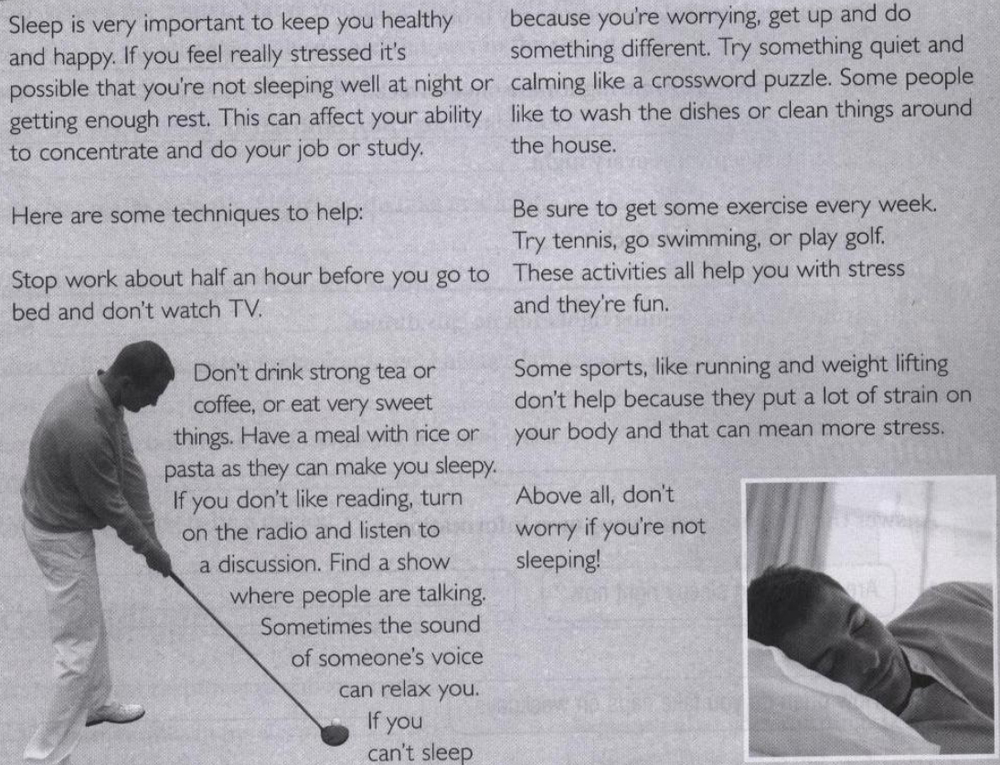 Sleep is very important to keep you healthy
and happy. If you feel really stressed it's
possible that you're not sleeping well at night or
getting enough rest. This can affect your ability
to concentrate and do your job or study.
Here are some techniques to help:
Stop work about half an hour before you go to
bed and don't watch TV.
Don't drink strong tea or
coffee, or eat very sweet
things. Have a meal with rice or
pasta as they can make you sleepy.
If you don't like reading, turn
on the radio and listen to
a discussion. Find a show
where people are talking.
Sometimes the sound
of someone's voice
can relax you.
If you
can't sleep
because you're worrying, get up and do
something different. Try something quiet and
calming like a crossword puzzle. Some people
like to wash the dishes or clean things around
the house.
Be sure to get some exercise every week.
Try tennis, go swimming, or play golf.
These activities all help you with stress
and they're fun.
Some sports, like running and weight lifting
don't help because they put a lot of strain on
your body and that can mean more stress.
Above all, don't
worry if you're not
sleeping!